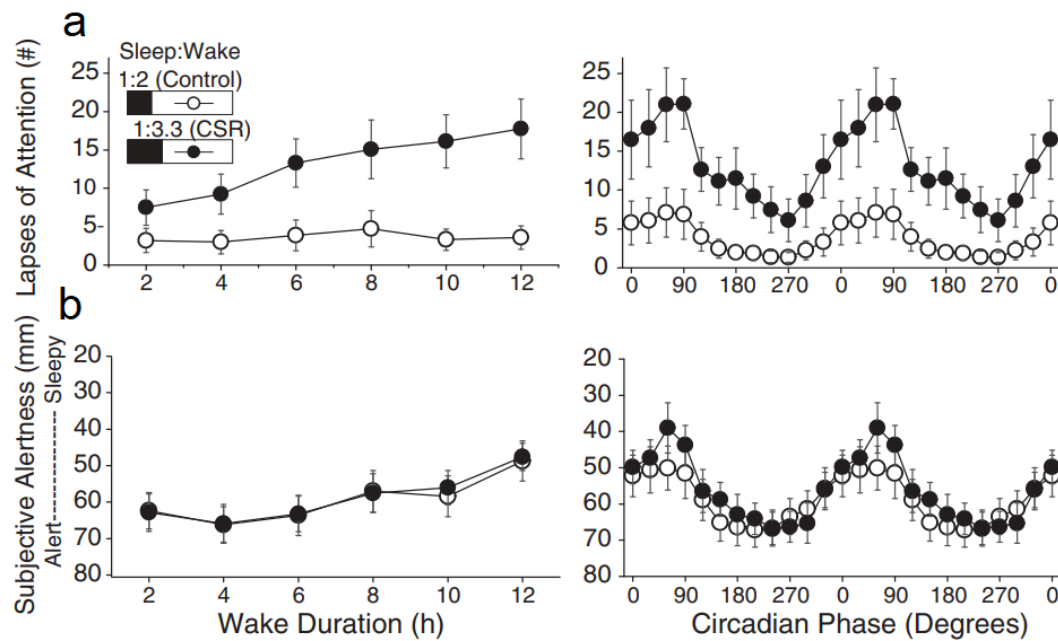 a
Lapses of Attention (#)
Sleep:Wake
1:2 (Control)
1:3.3 (CSR)
25
20
15
10
5
0
2 4 6 8 10 12
25
20
15
10
5
0
0 90 180 270 0 90 180 270 0
b
Subjective Alertness (mm)
Alert------------- Sleepy
20
30
40
50
60
70
80
2 4 6 8 10 12
Wake Duration (h)
20
30
40
50
60
70
80
0 90 180 270 0 90 180 270 0
Circadian Phase (Degrees)